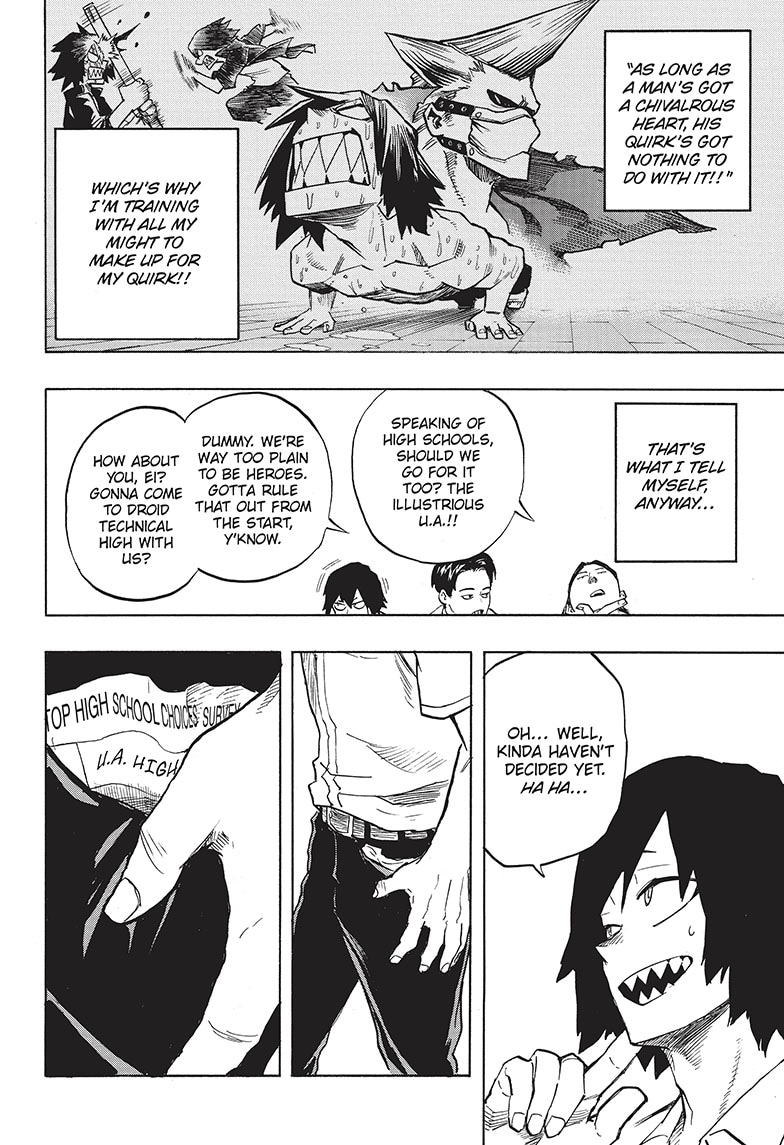 "AS LONG AS
A MAN'S GOT
A CHIVALROUS
HEART, HIS
QUIRK'S GOT
NOTHING TO
DO WITH IT!!"
WHICH'S WHY
I'M TRAINING
WITH ALL MY
MIGHT TO
MAKE UP FOR
MY QUIRK!!
THAT'S
WHAT I TELL
MYSELF,
ANYWAY...
SPEAKING OF
HIGH SCHOOLS,
SHOULD WE
GO FOR IT
TOO? THE
ILLUSTRIOUS
U.A.!!
DUMMY. WE'RE
WAY TOO PLAIN
TO BE HEROES.
GOTTA RULE
THAT OUT FROM
THE START,
Y'KNOW.
HOW ABOUT
YOU, EI?
GONNA COME
TO DROID
TECHNICAL
HIGH WITH
US?
OH... WELL,
KINDA HAVEN'T
DECIDED YET.
HA HA...
TOP HIGH SCHOOL CHOICES SURVEY
U.A. HIGH